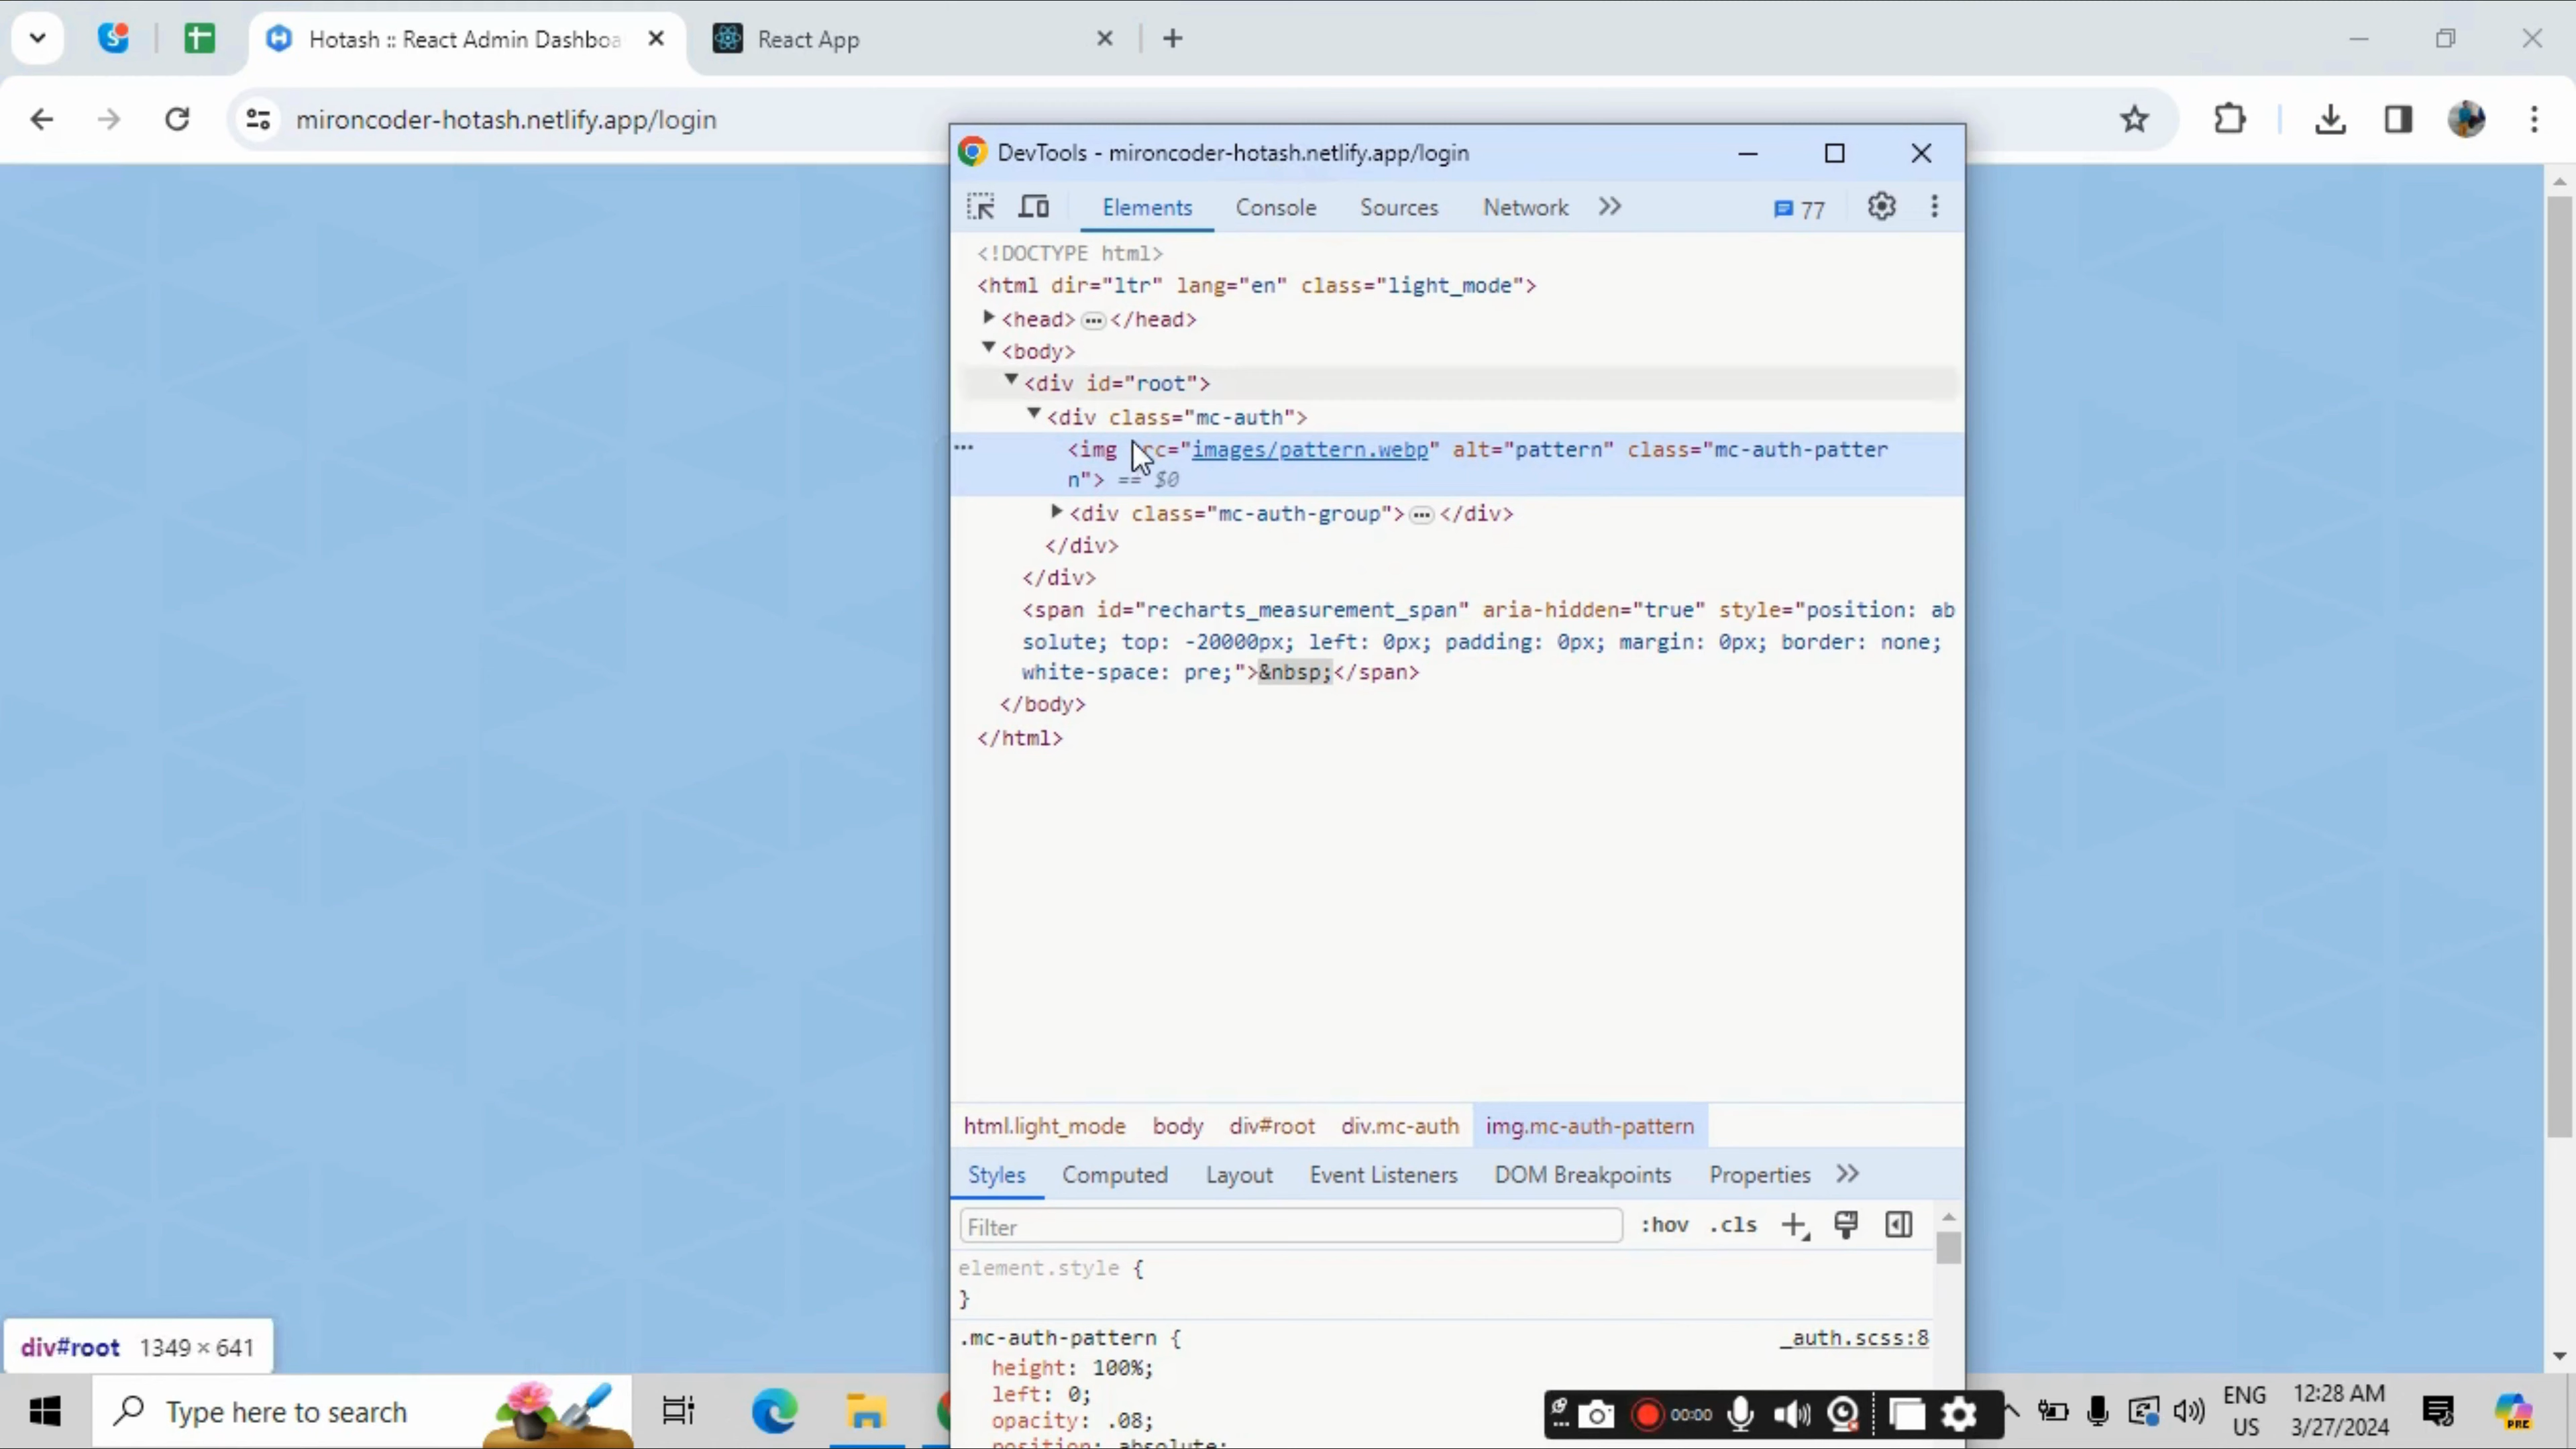 Hotash :: React Admin Dashboa
React App
mironcoder-hotash.netlify.app/login
DevTools - mironcoder-hotash.netlify.app/login
Elements
Console
Sources
Network
77
<!DOCTYPE html>
<html dir="ltr" lang="en" class="light_mode">
<head> ••• </head>
<body>
<div id="root">
<div class="mc-auth">
••• <img rc="images/pattern.webp" alt="pattern" class="mc-auth-patter
n"> == $0
<div class="mc-auth-group"> ••• </div>
</div>
</div>
<span id="recharts_measurement_span" aria-hidden="true" style="position: ab
solute; top: -20000px; left: 0px; padding: 0px; margin: 0px; border: none;
white-space: pre;">&nbsp;</span>
</body>
</html>
html.light_mode body div#root div.mc-auth img.mc-auth-pattern
Styles Computed Layout Event Listeners DOM Breakpoints Properties
Filter
:hov .cls
element.style {
}
.mc-auth-pattern {
_auth.scss:8
height: 100%;
left: 0;
opacity: .08;
position: absolute;
div#root 1349 × 641
Type here to search
00:00
ENG
US
12:28 AM
3/27/2024
PRE